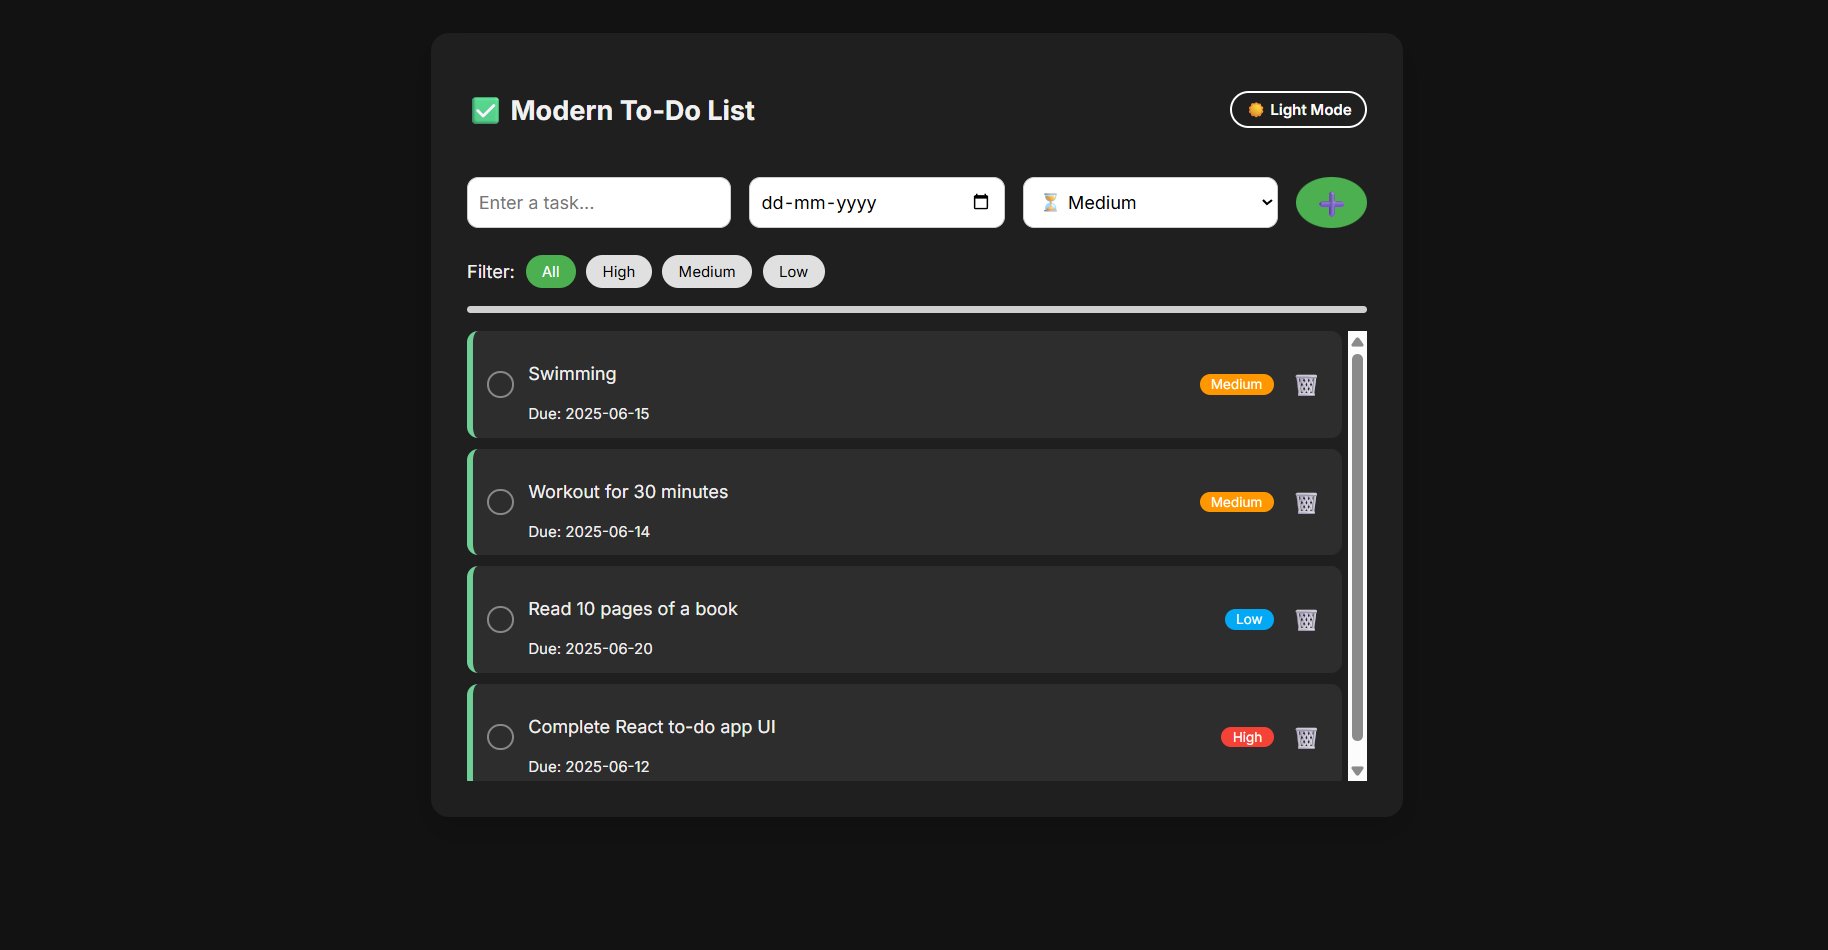 ✅ Modern To-Do List
Light Mode
Enter a task...
dd-mm-yyyy
⏳ Medium
Filter: All High Medium Low
Swimming
Due: 2025-06-15
Medium
Workout for 30 minutes
Due: 2025-06-14
Medium
Read 10 pages of a book
Due: 2025-06-20
Low
Complete React to-do app UI
Due: 2025-06-12
High